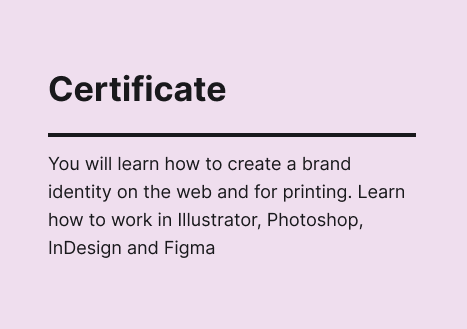 Certificate
You will learn how to create a brand
identity on the web and for printing. Learn
how to work in Illustrator, Photoshop,
InDesign and Figma